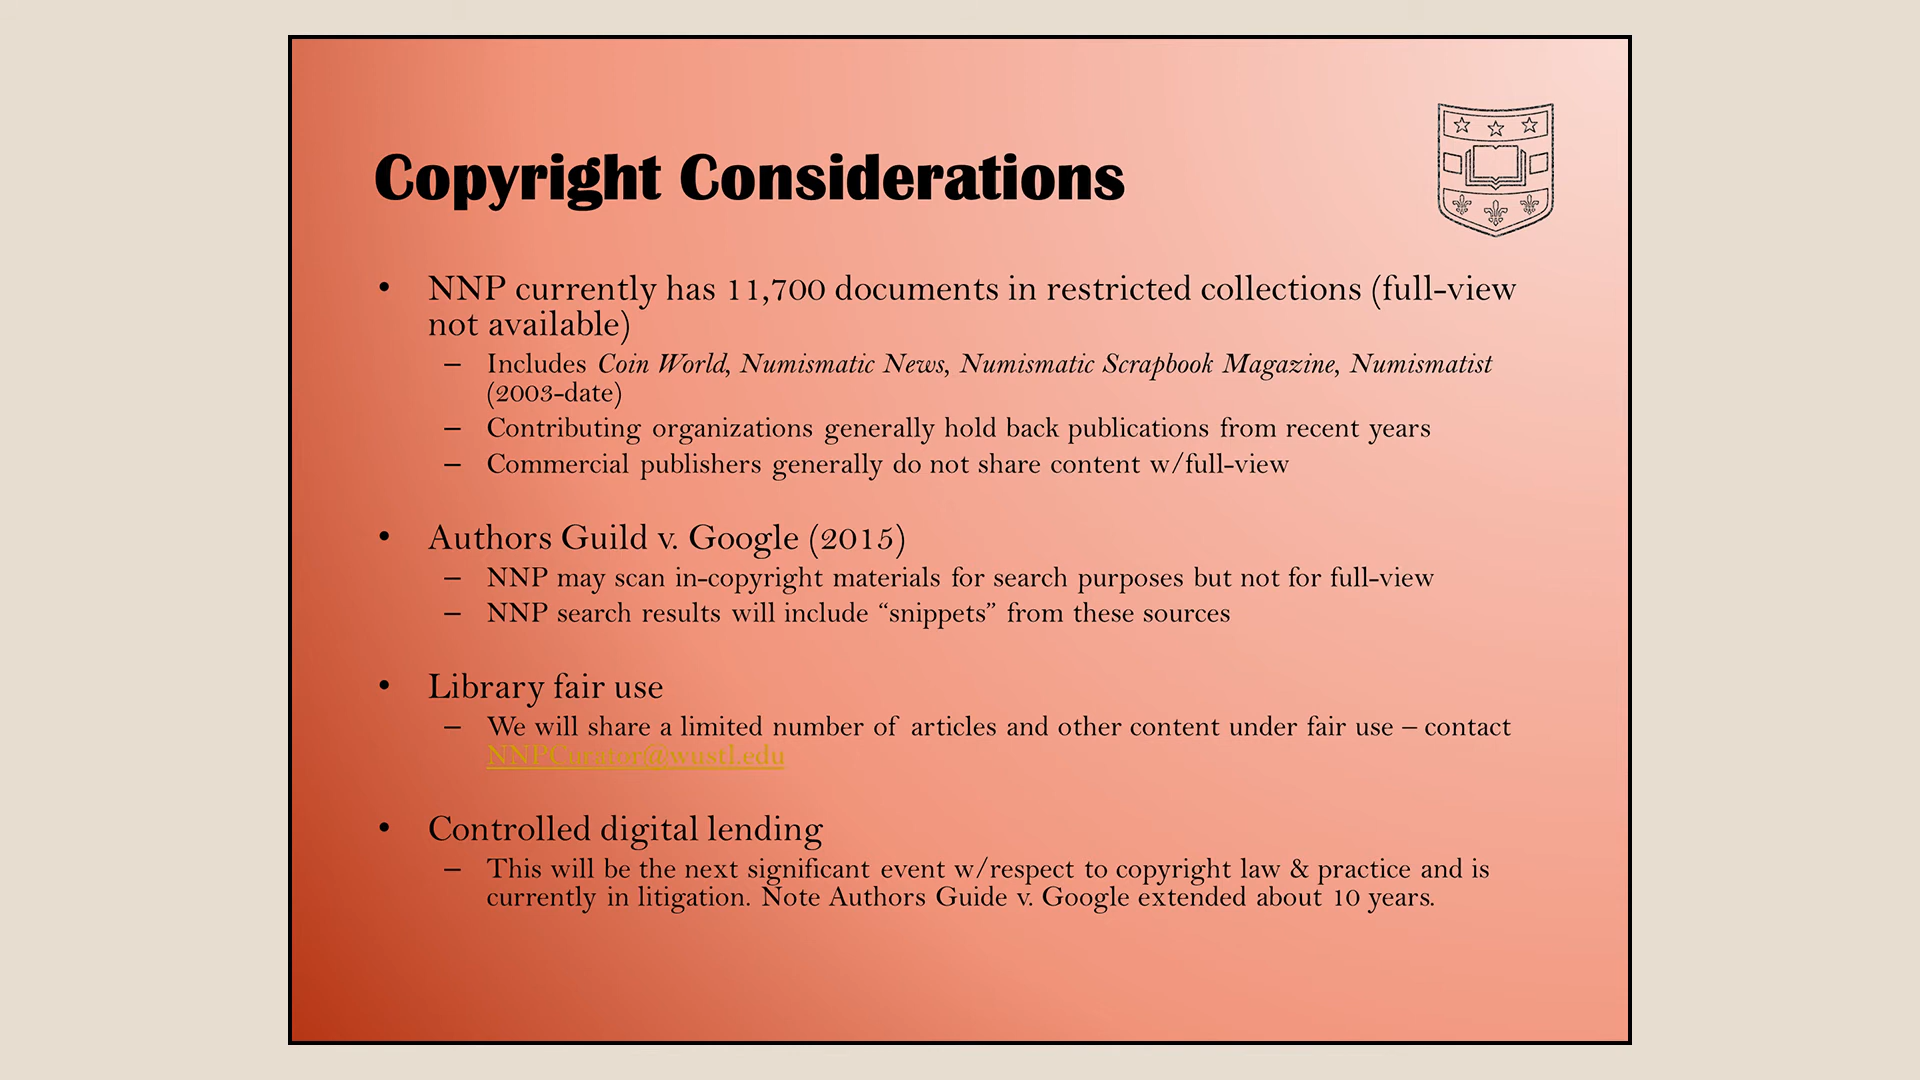 Copyright Considerations
• NNP currently has 11,700 documents in restricted collections (full-view
not available)
– Includes Coin World, Numismatic News, Numismatic Scrapbook Magazine, Numismatist
(2003-date)
– Contributing organizations generally hold back publications from recent years
– Commercial publishers generally do not share content w/full-view
• Authors Guild v. Google (2015)
– NNP may scan in-copyright materials for search purposes but not for full-view
– NNP search results will include “snippets” from these sources
• Library fair use
– We will share a limited number of articles and other content under fair use – contact
NNPCurator@wustl.edu
• Controlled digital lending
– This will be the next significant event w/respect to copyright law & practice and is
currently in litigation. Note Authors Guide v. Google extended about 10 years.